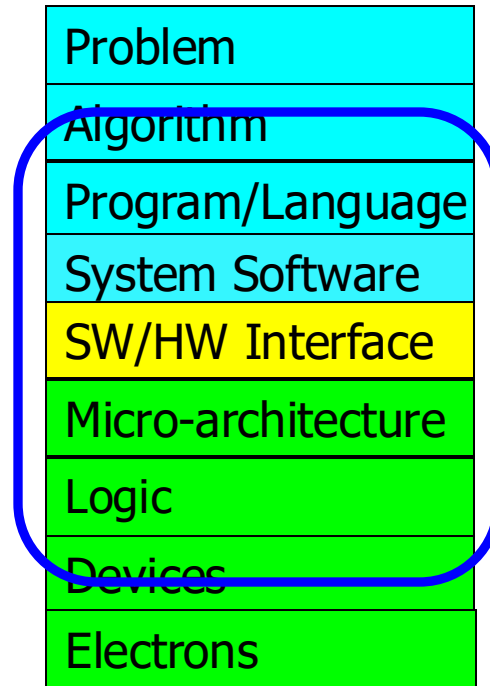 Problem
Algorithm
Program/Language
System Software
SW/HW Interface
Micro-architecture
Logic
Devices
Electrons